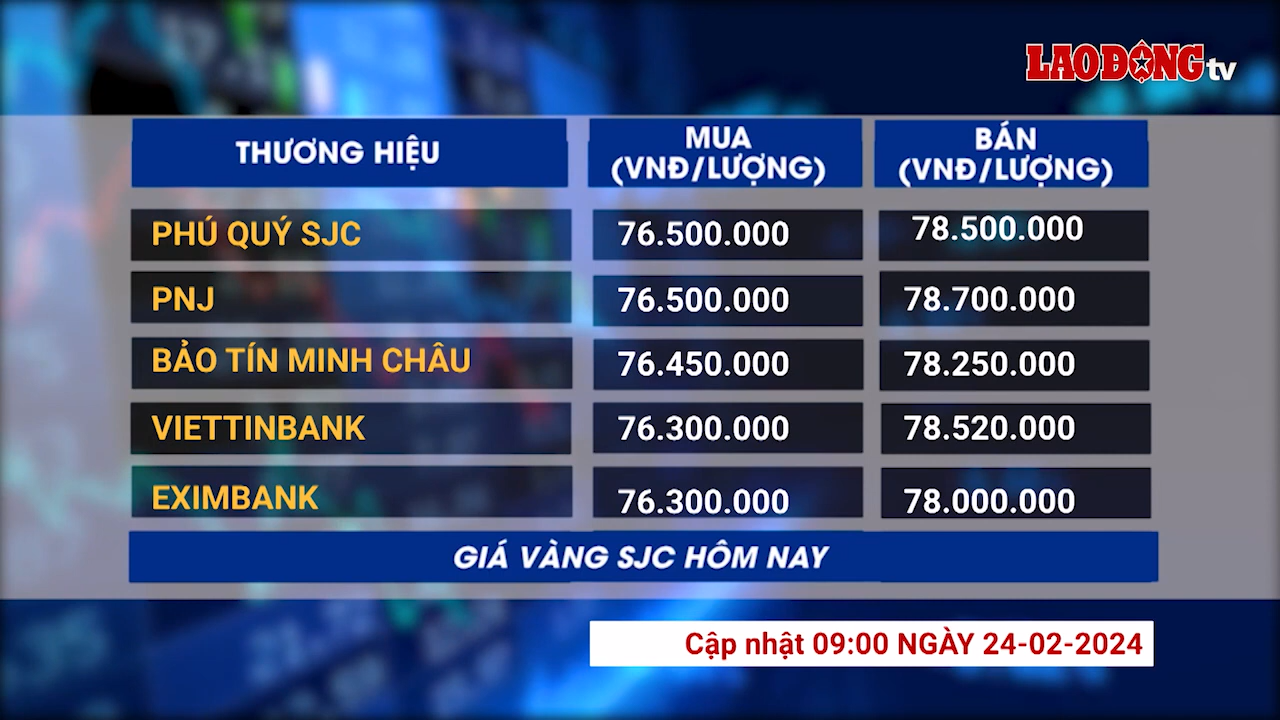 LAO ĐỘNG tv
THƯƠNG HIỆU
MUA
(VNĐ/LƯỢNG)
BÁN
(VNĐ/LƯỢNG)
PHÚ QUÝ SJC 76.500.000 78.500.000
PNJ 76.500.000 78.700.000
BẢO TÍN MINH CHÂU 76.450.000 78.250.000
VIETTINBANK 76.300.000 78.520.000
EXIMBANK 76.300.000 78.000.000
GIÁ VÀNG SJC HÔM NAY
Cập nhật 09:00 NGÀY 24-02-2024